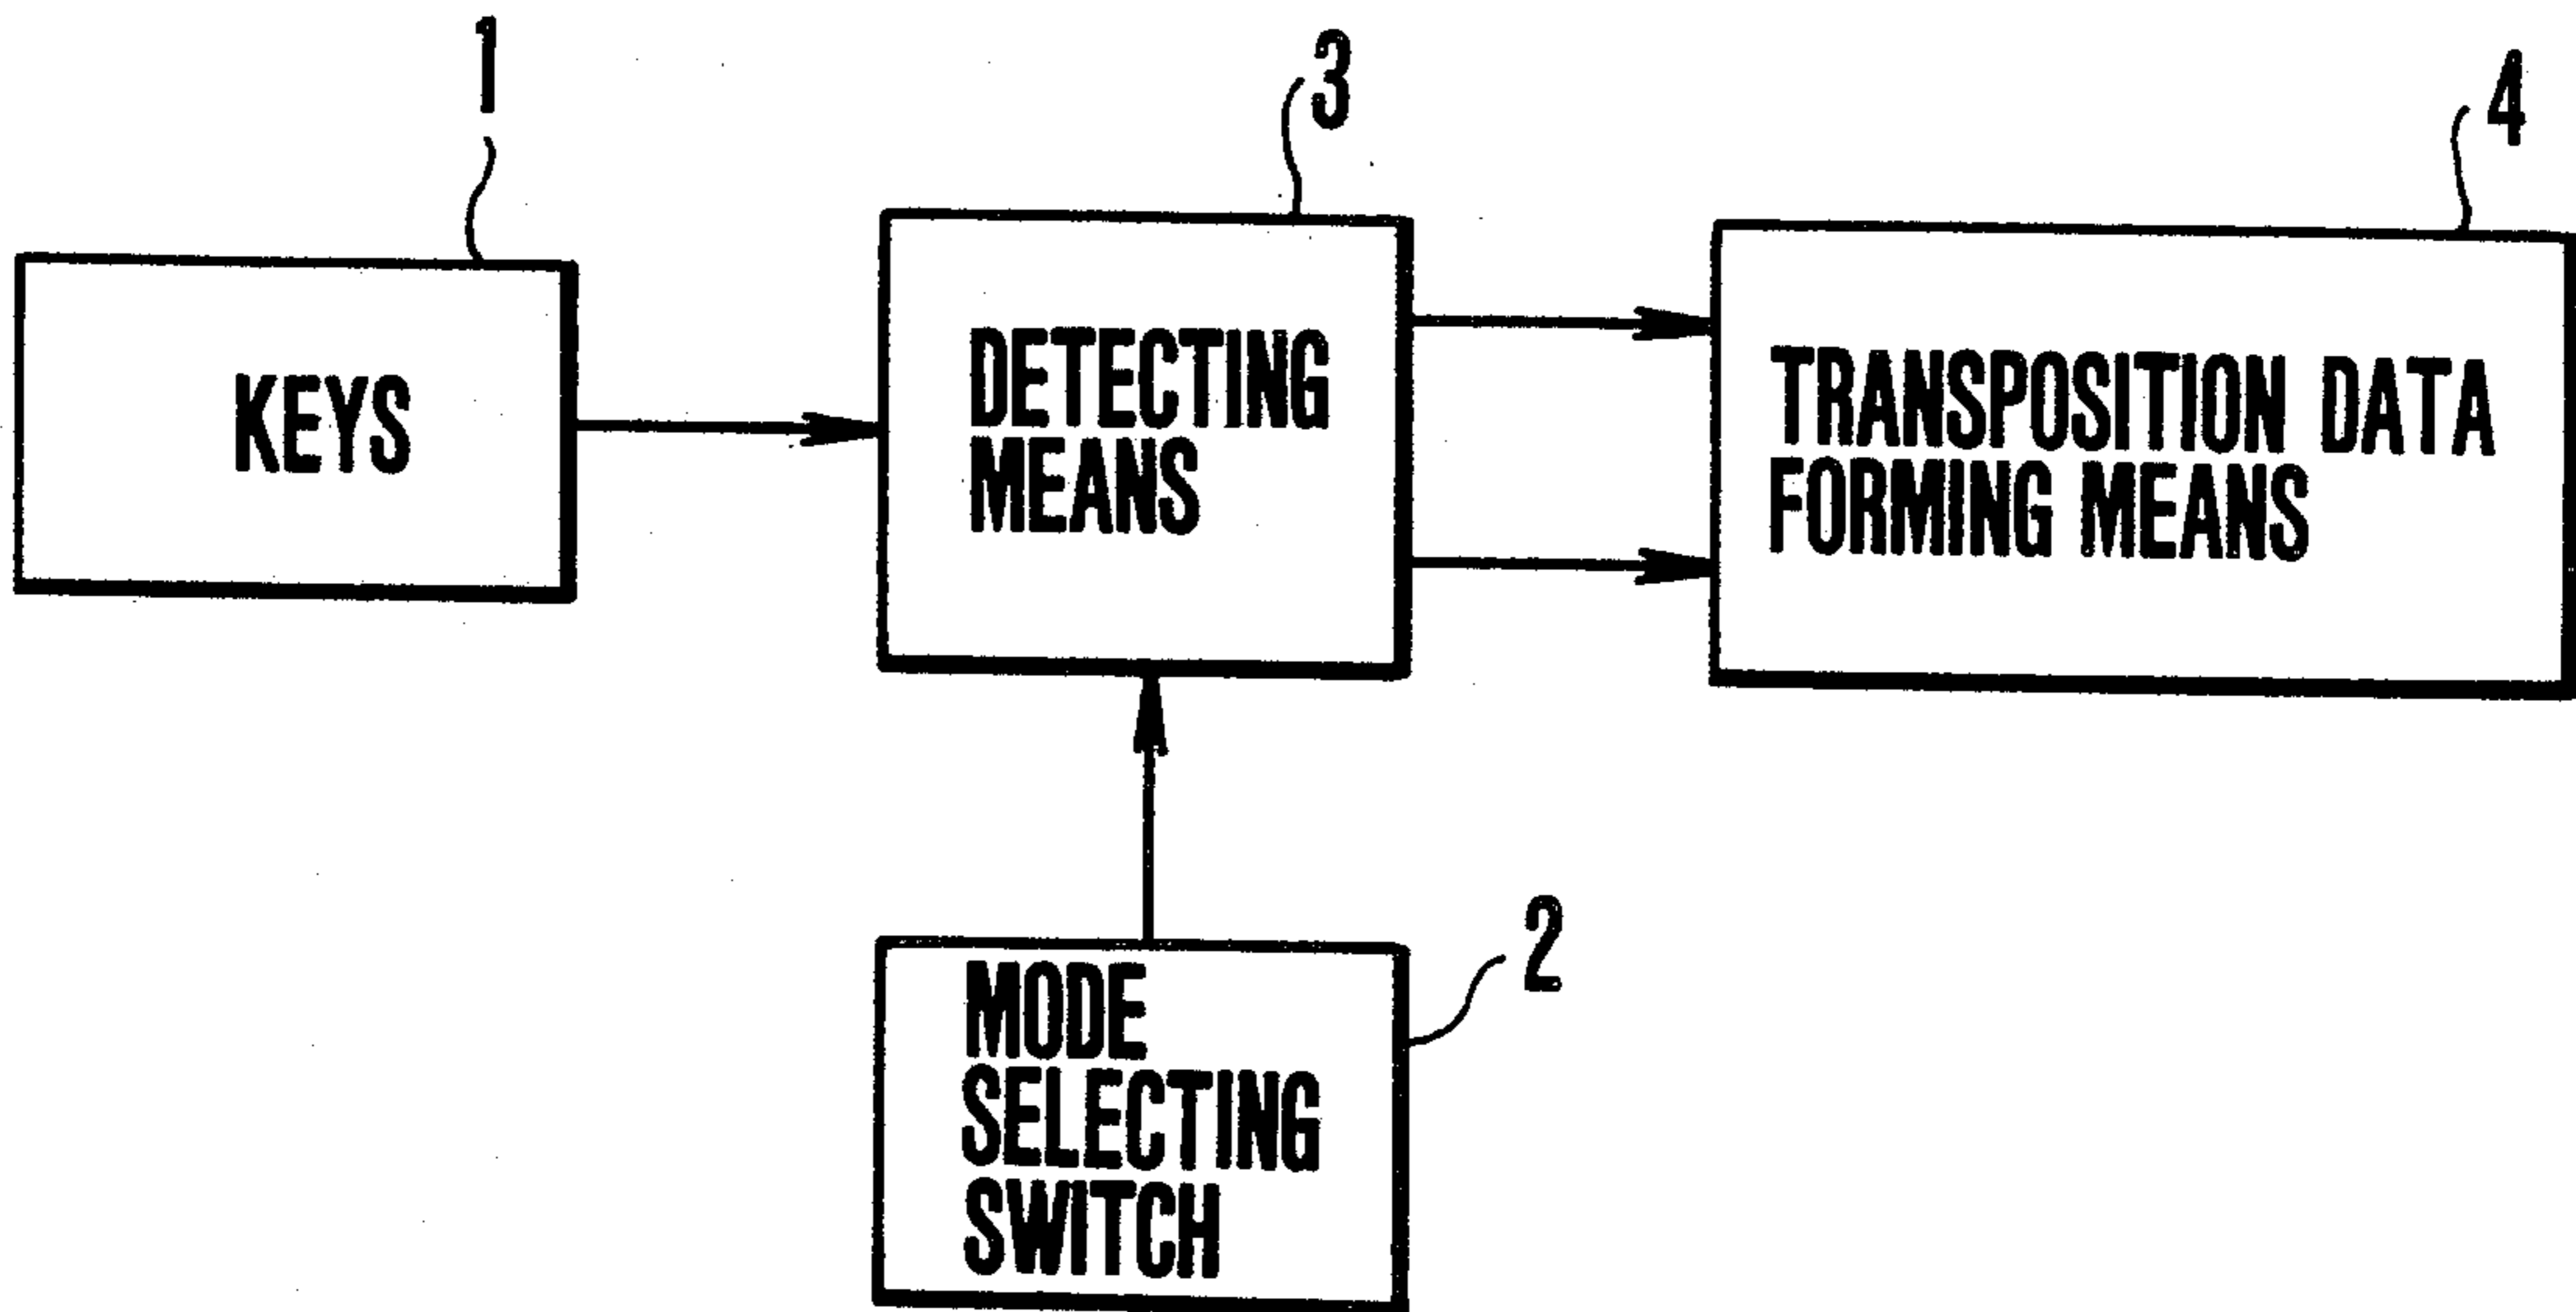 1
3
4
KEYS
DETECTING
MEANS
TRANSPOSITION DATA
FORMING MEANS
2
MODE
SELECTING
SWITCH